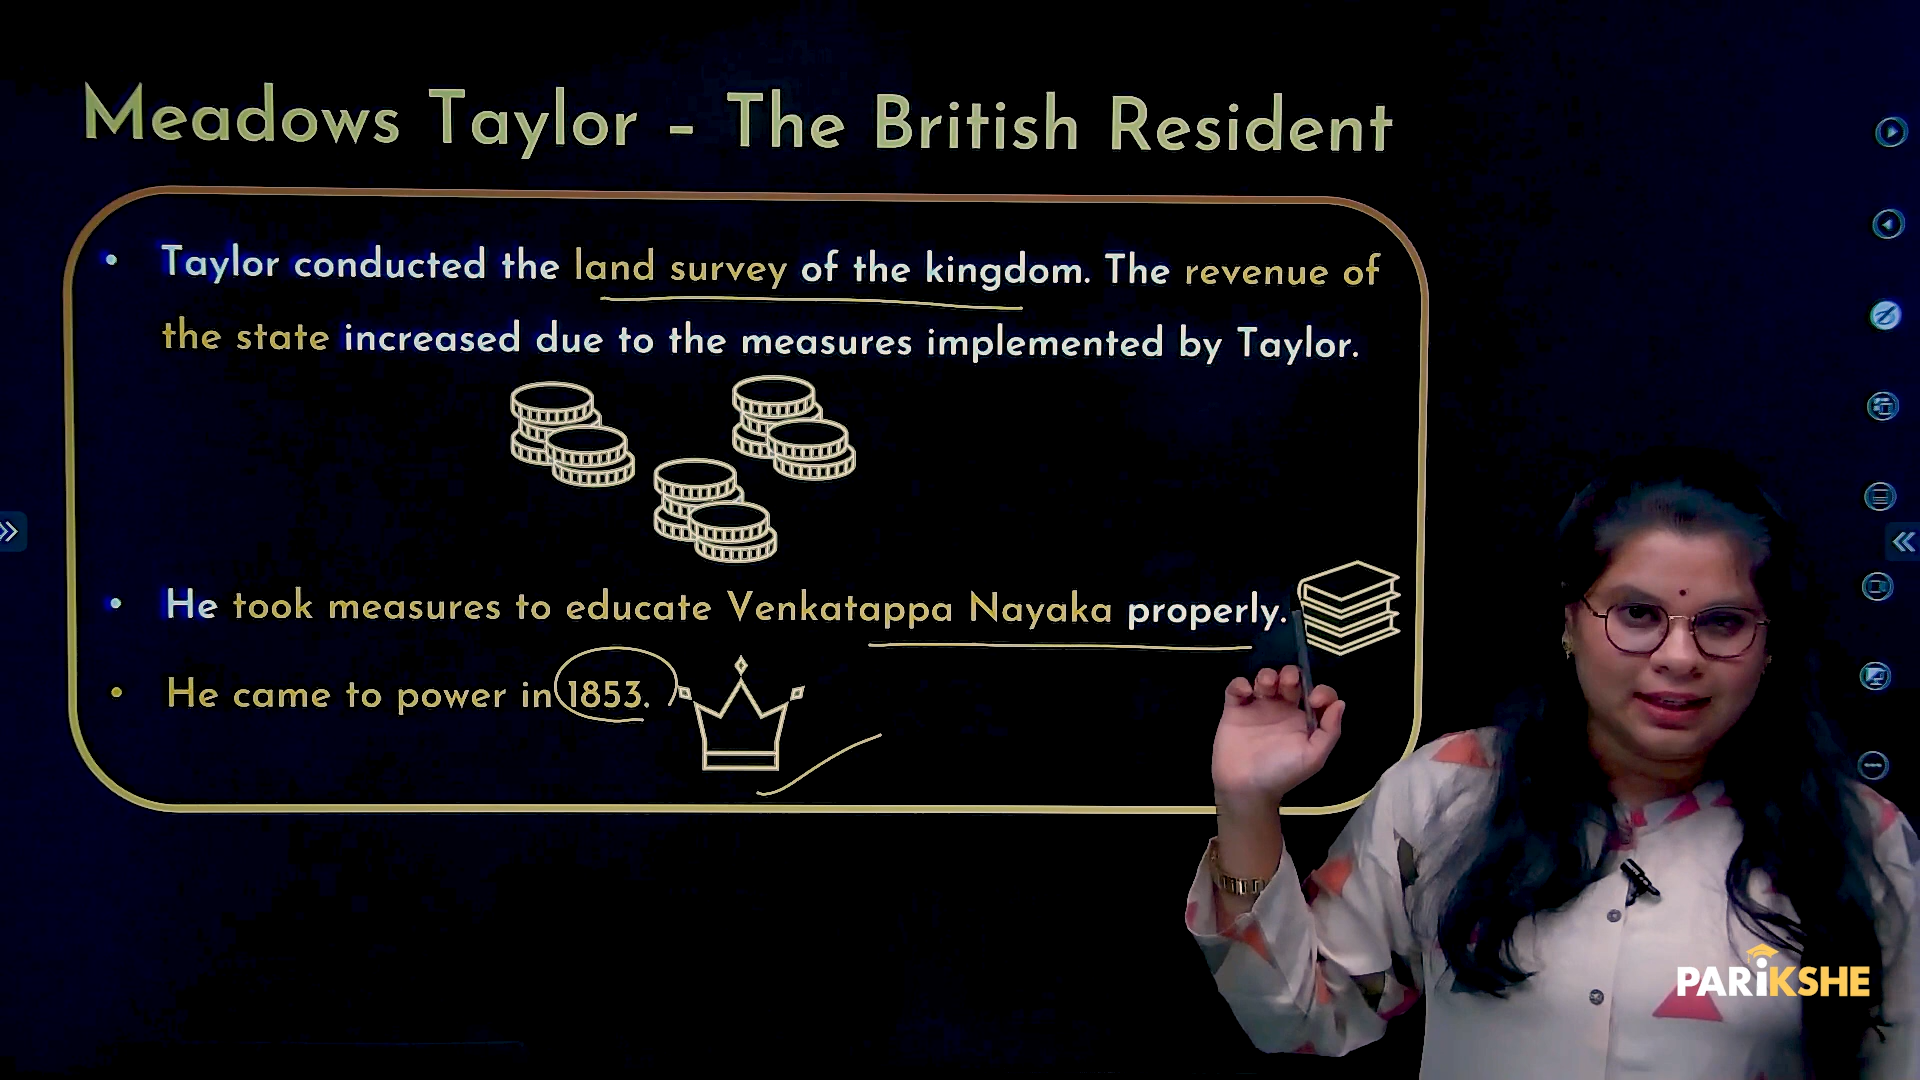 Meadows Taylor – The British Resident
• Taylor conducted the land survey of the kingdom. The revenue of
the state increased due to the measures implemented by Taylor.
• He took measures to educate Venkatappa Nayaka properly.
• He came to power in 1853.
PARiKSHE